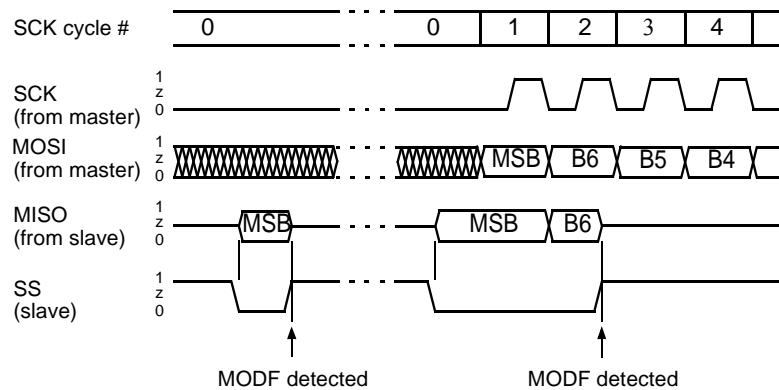 SCK cycle # 0 0 1 2 3 4
SCK
(from master)
1
z
0
MOSI
(from master)
1
z
0
MSB B6 B5 B4
MISO
(from slave)
1
z
0
MSB MSB B6
SS
(slave)
1
z
0
MODF detected MODF detected